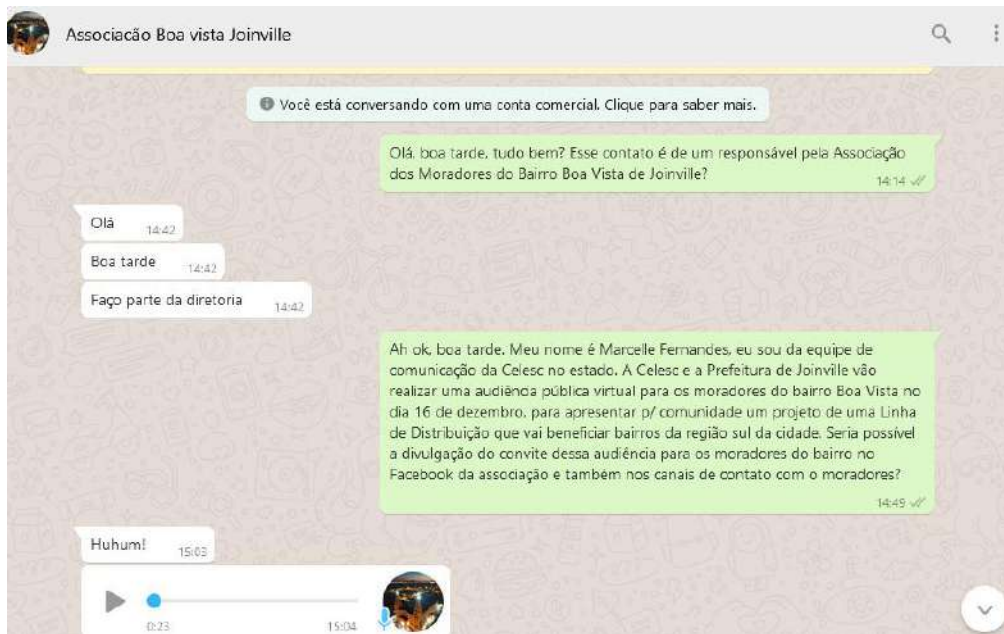 Associacão Boa vista Joinville
Você está conversando com uma conta comercial. Clique para saber mais.
Olá, boa tarde, tudo bem? Esse contato é de um responsável pela Associação
dos Moradores do Bairro Boa Vista de Joinville?
14:14
Olá 14:42
Boa tarde 14:42
Faço parte da diretoria 14:42
Ah ok, boa tarde. Meu nome é Marcelle Fernandes, eu sou da equipe de
comunicação da Celesc no estado. A Celesc e a Prefeitura de Joinville vão
realizar uma audiência pública virtual para os moradores do bairro Boa Vista no
dia 16 de dezembro, para apresentar p/ comunidade um projeto de uma Linha
de Distribuição que vai beneficiar bairros da região sul da cidade. Seria possível
a divulgação do convite dessa audiência para os moradores do bairro no
Facebook da associação e também nos canais de contato com o moradores?
14:49
Huhum! 15:03
0:23 15:04